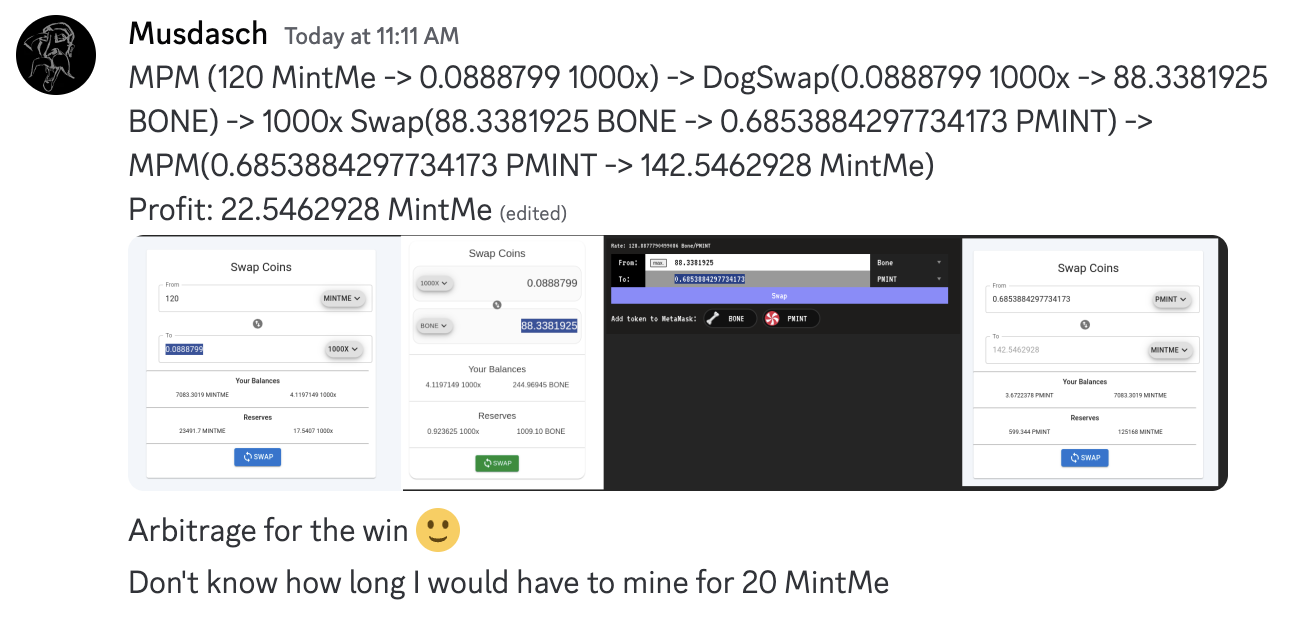 Musdasch Today at 11:11 AM
MPM (120 MintMe -> 0.0888799 1000x) -> DogSwap(0.0888799 1000x -> 88.3381925
BONE) -> 1000x Swap(88.3381925 BONE -> 0.6853884297734173 PMINT) ->
MPM(0.6853884297734173 PMINT -> 142.5462928 MintMe)
Profit: 22.5462928 MintMe (edited)
Swap Coins
From
120 MINTME
To
0.0888799 1000X
Your Balances
7083.3019 MINTME 4.1197149 1000x
Reserves
23491.7 MINTME 17.5407 1000x
SWAP
Swap Coins
1000X 0.0888799
BONE 88.3381925
Your Balances
4.1197149 1000x 244.96945 BONE
Reserves
0.923625 1000x 1009.10 BONE
SWAP
Bone/PMINT
From: max. 88.3381925 Bone
To: 0.6853884297734173 PMINT
Swap
Add token to MetaMask: BONE PMINT
Swap Coins
From
0.6853884297734173 PMINT
To
142.5462928 MINTME
Your Balances
3.6722378 PMINT 7083.3019 MINTME
Reserves
599.344 PMINT 125168 MINTME
SWAP
Arbitrage for the win
Don't know how long I would have to mine for 20 MintMe